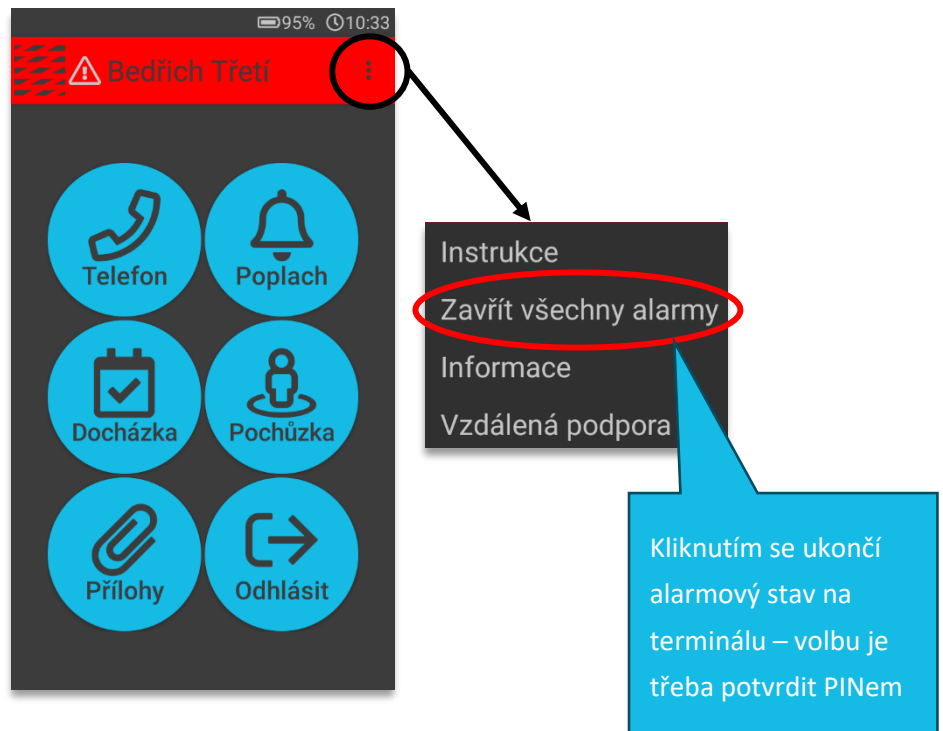 95% 10:33
Bedřich Třetí
Telefon
Poplach
Docházka
Pochůzka
Přílohy
Odhlásit
Instrukce
Zavřít všechny alarmy
Informace
Vzdálená podpora
Kliknutím se ukončí
alarmový stav na
terminálu – volbu je
třeba potvrdit PINem